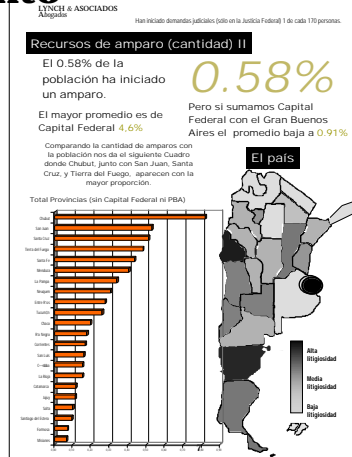 LYNCH & ASOCIADOS
Abogados
Han iniciado demandas judiciales (solo en la Justicia Federal) 1 de cada 170 personas.
Recursos de amparo (cantidad) II
El 0.58% de la
población ha iniciado
un amparo.
0.58%
El mayor promedio es de
Capital Federal 4,6%
Pero si sumamos Capital
Federal con el Gran Buenos
Aires el promedio baja a 0.91%
Comparando la cantidad de amparos con
la población nos da el siguiente Cuadro
donde Chubut, junto con San Juan, Santa
Cruz, y Tierra del Fuego, aparecen con la
mayor proporción.
El país
Total Provincias (sin Capital Federal ni PBA)
Chubut
San Juan
Santa Cruz
Tierra del Fuego
Santa Fe
Mendoza
La Pampa
Neuquén
Entre Ríos
Tucumán
Chaco
Río Negro
Corrientes
San Luis
La Rioja
Catamarca
Jujuy
Salta
Santiago del Estero
Formosa
Misiones
Alta
litigiosidad
Media
litigiosidad
Baja
litigiosidad